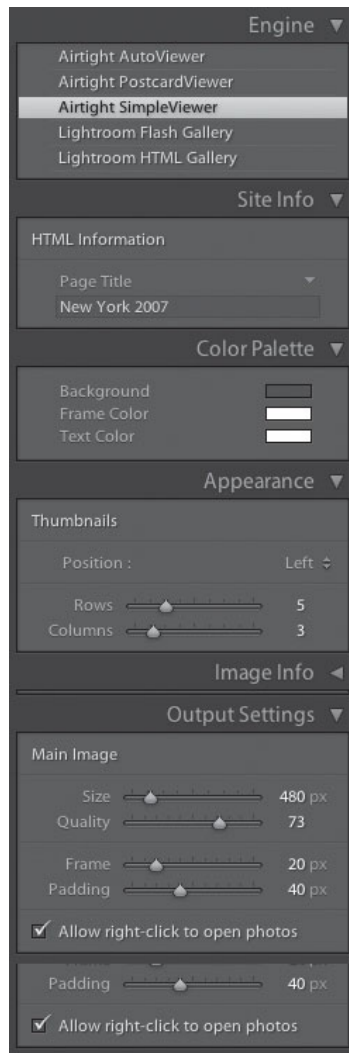 Engine
Airtight AutoViewer
Airtight PostcardViewer
Airtight SimpleViewer
Lightroom Flash Gallery
Lightroom HTML Gallery
Site Info
HTML Information
Page Title
New York 2007
Color Palette
Background
Frame Color
Text Color
Appearance
Thumbnails
Position : Left
Rows 5
Columns 3
Image Info
Output Settings
Main Image
Size 480 px
Quality 73
Frame 20 px
Padding 40 px
Allow right-click to open photos
Padding 40 px
Allow right-click to open photos